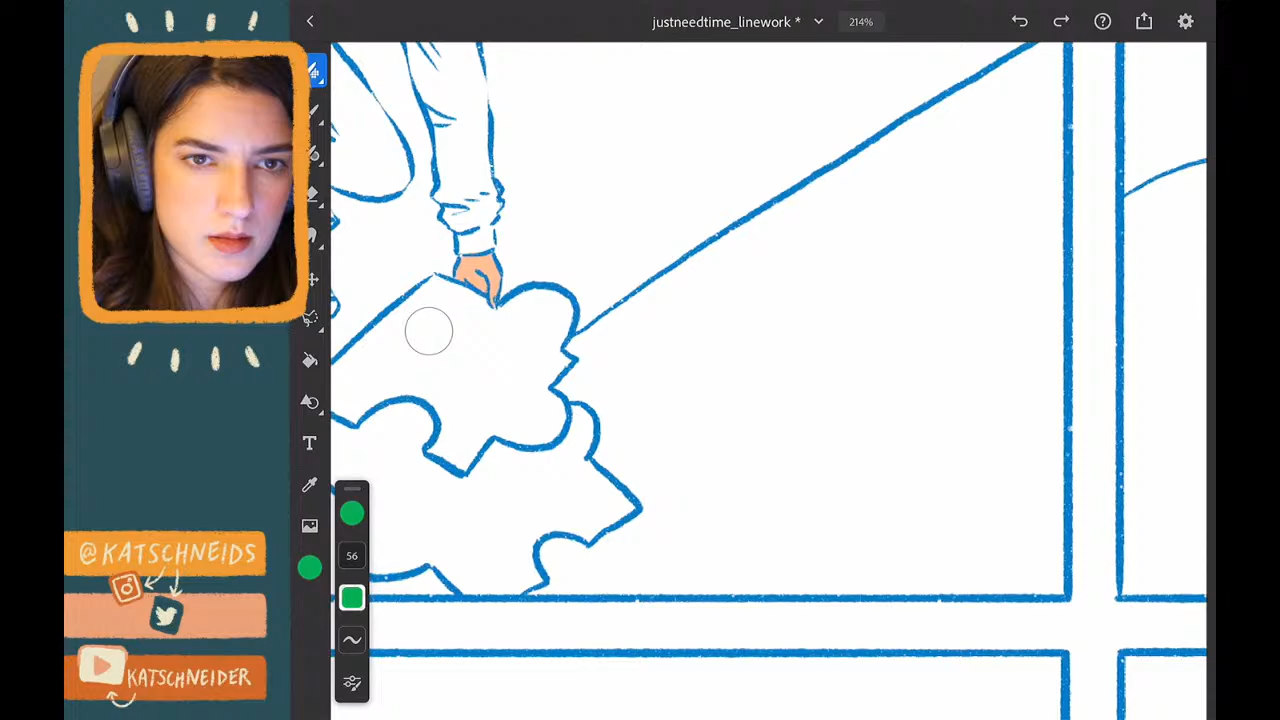 justneedtime_linework *
214%
T
56
@KATSCHNEIDS
KATSCHNEIDER